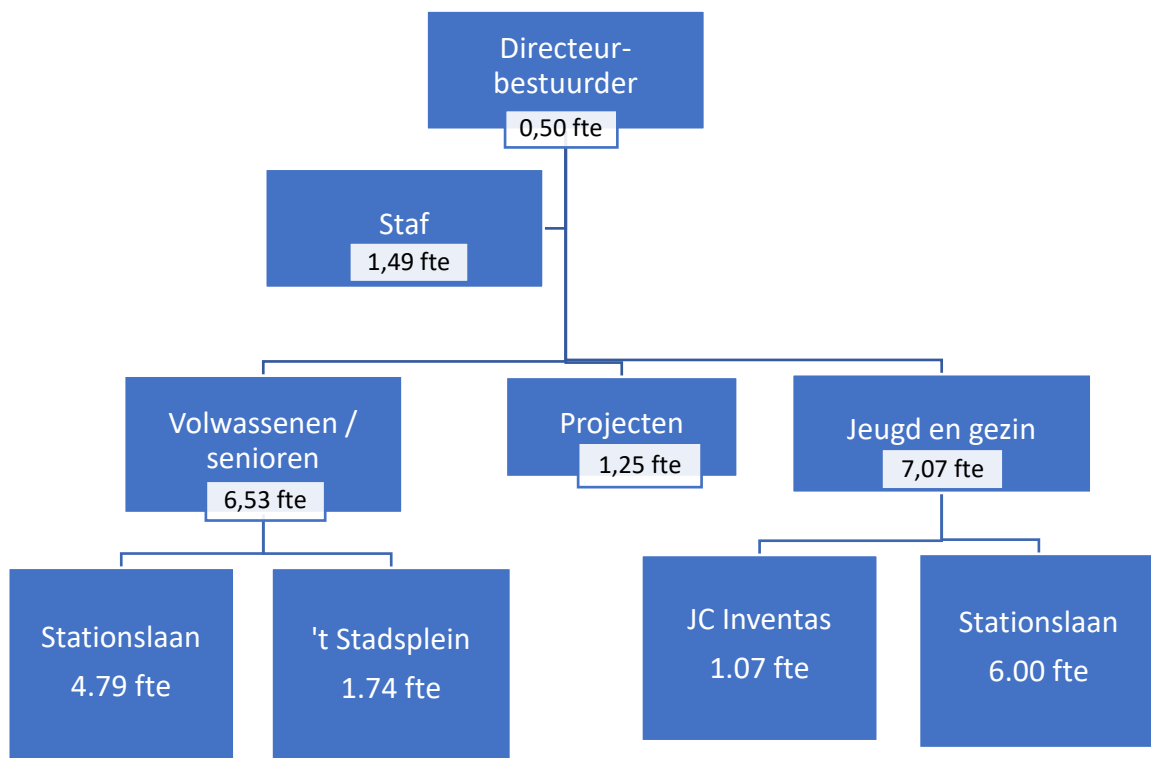 Directeur-
bestuurder
0,50 fte
Staf
1,49 fte
Volwassenen /
senioren
6,53 fte
Projecten
1,25 fte
Jeugd en gezin
7,07 fte
Stationslaan
4.79 fte
't Stadsplein
1.74 fte
JC Inventas
1.07 fte
Stationslaan
6.00 fte